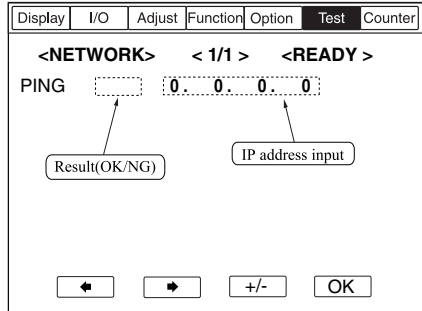 Display I/O Adjust Function Option Test Counter
<NETWORK> < 1/1 > <READY >
PING 0. 0. 0. 0
Result(OK/NG) IP address input
+/- OK